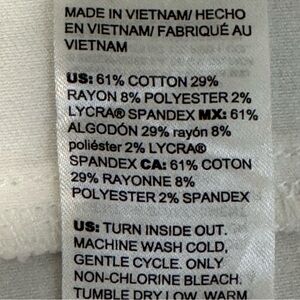 MADE IN VIETNAM/ HECHO
EN VIETNAM/ FABRIQUÉ AU
VIETNAM
US: 61% COTTON 29%
RAYON 8% POLYESTER 2%
LYCRA® SPANDEX MX: 61%
ALGODÓN 29% rayón 8%
poliéster 2% LYCRA®
SPANDEX CA: 61% COTON
29% RAYONNE 8%
POLYESTER 2% SPANDEX
US: TURN INSIDE OUT.
MACHINE WASH COLD,
GENTLE CYCLE. ONLY
NON-CHLORINE BLEACH.
TUMBLE DRY LOW. WARM